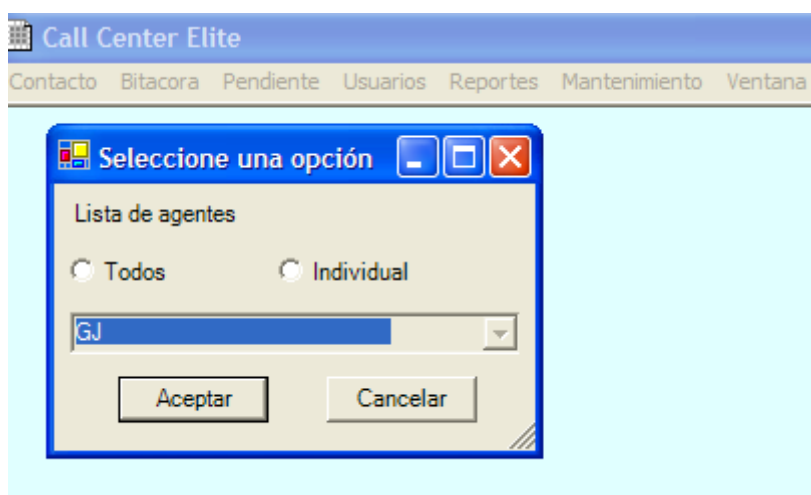 Call Center Elite
Contacto Bitacora Pendiente Usuarios Reportes Mantenimiento Ventana
Seleccione una opción
Lista de agentes
Todos Individual
GJ
Aceptar Cancelar